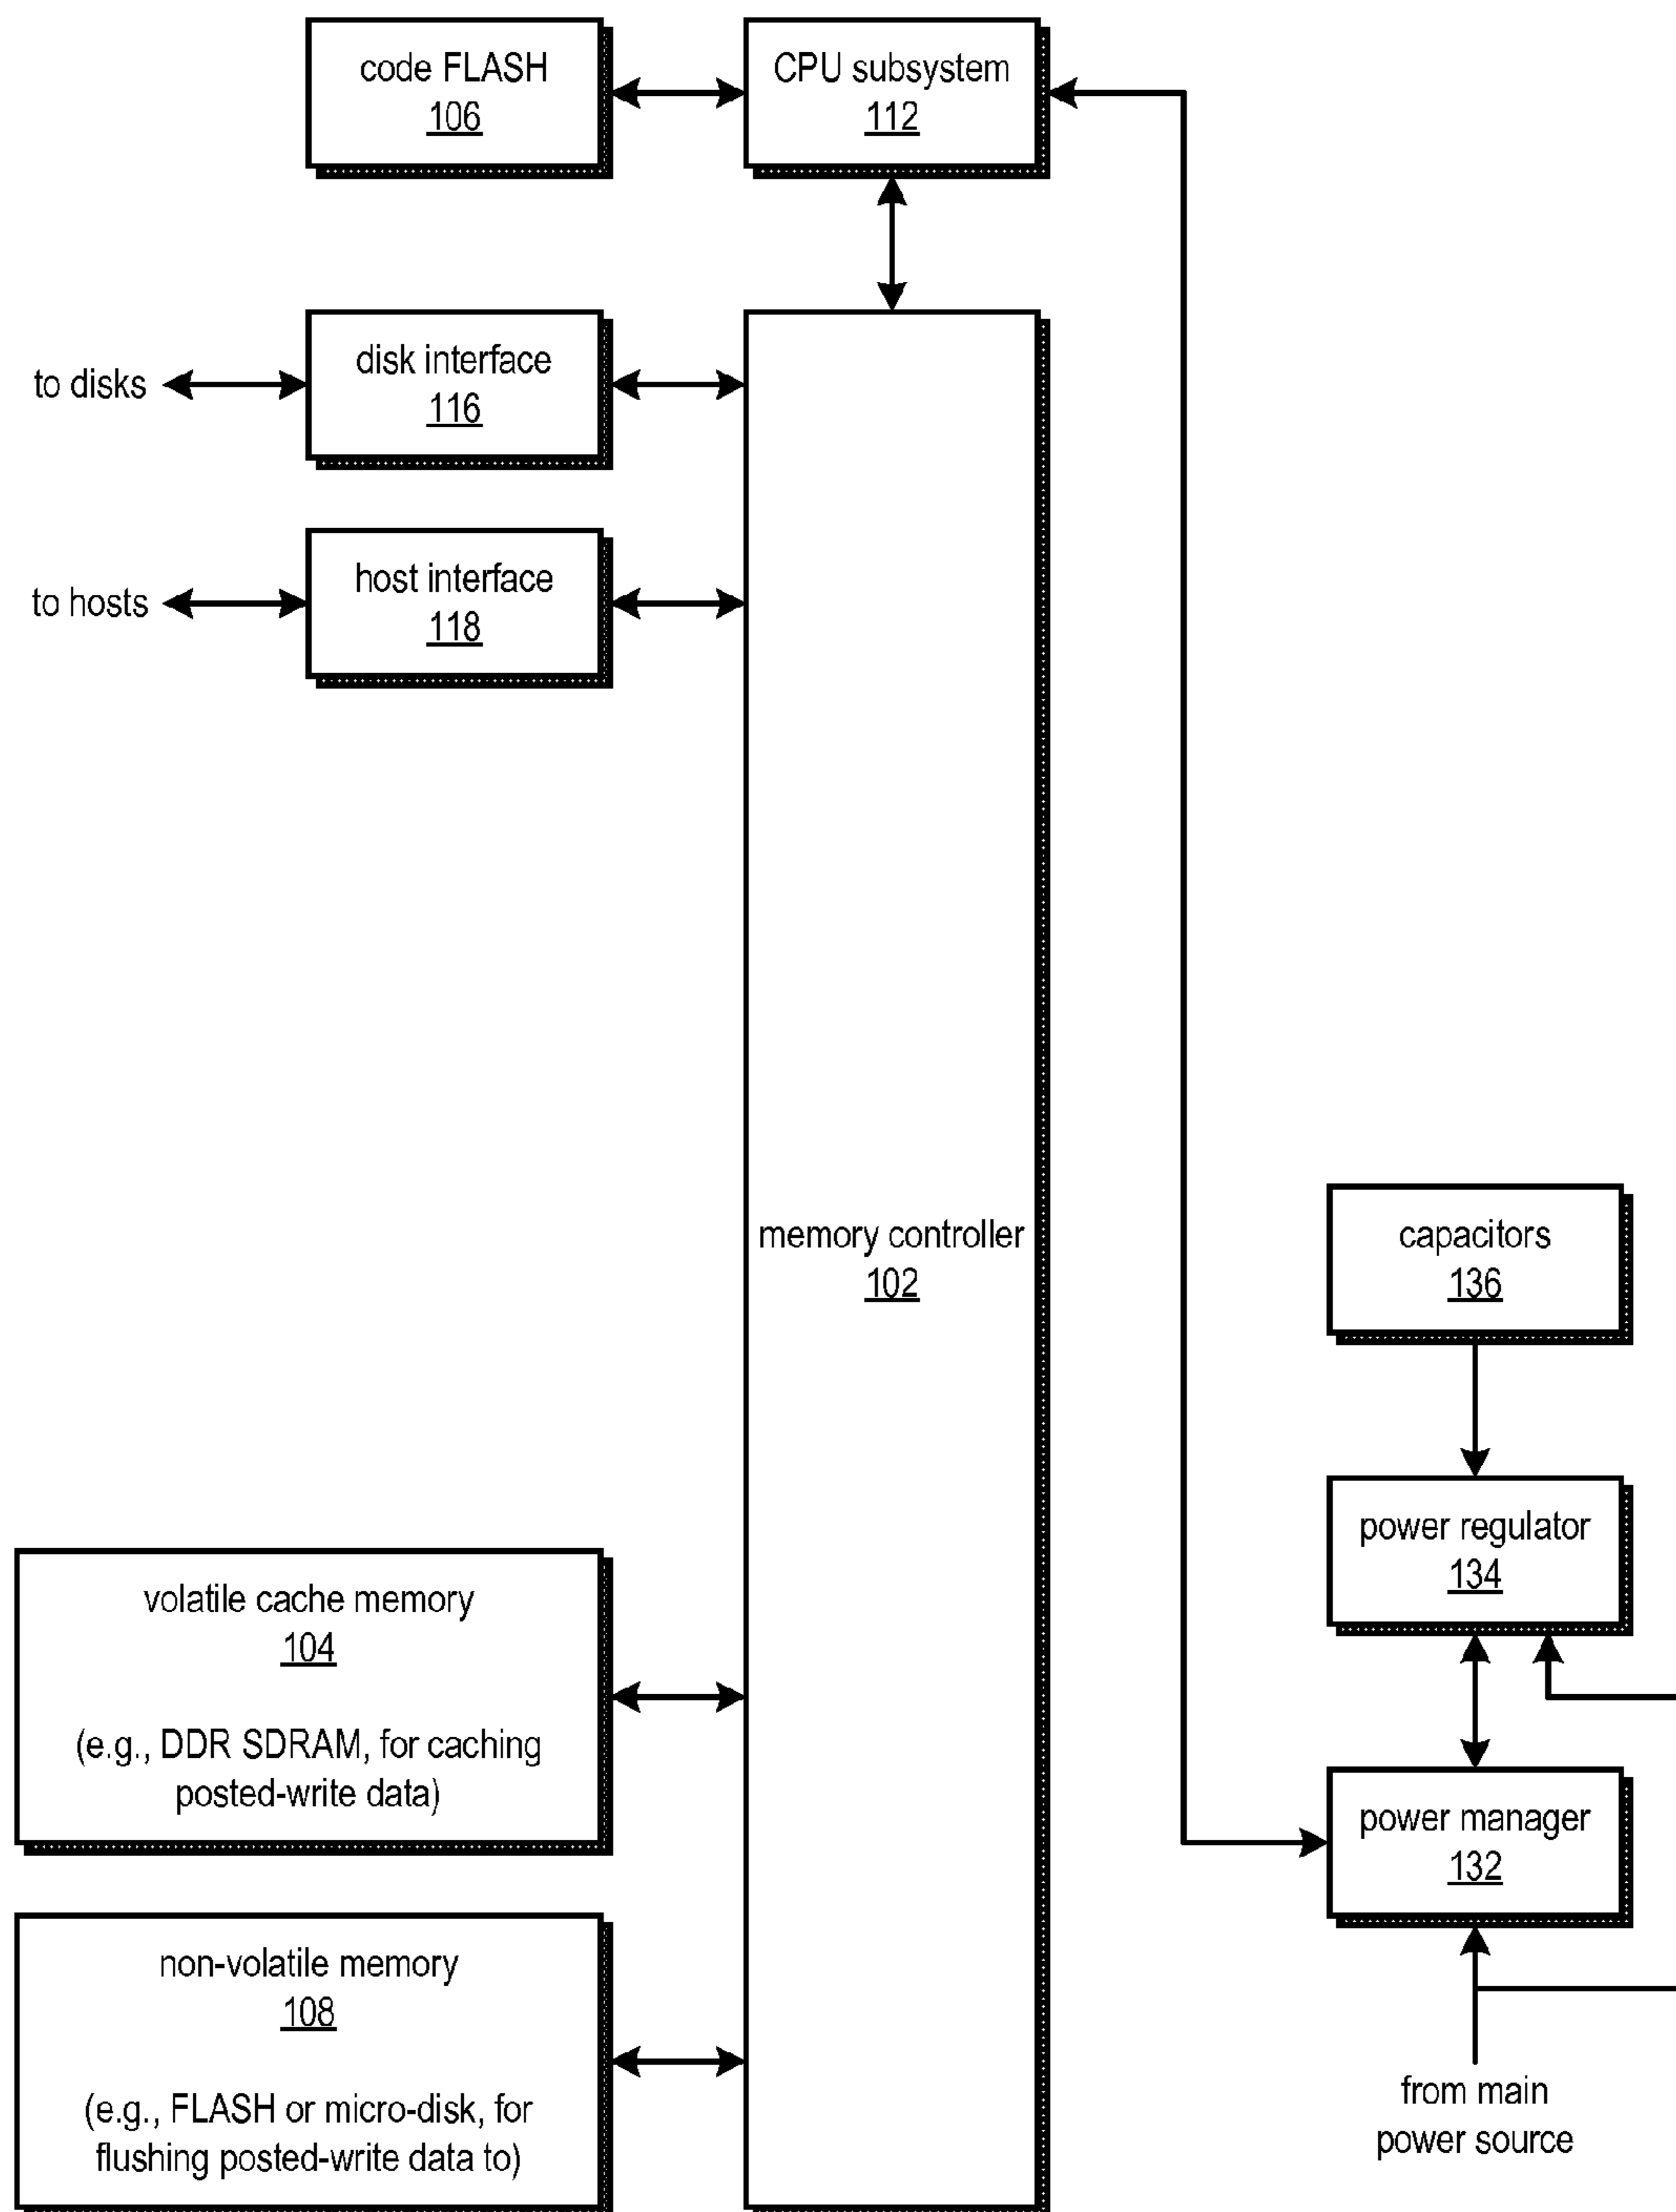 code FLASH
106
CPU subsystem
112
to disks
disk interface
116
to hosts
host interface
118
memory controller
102
capacitors
136
power regulator
134
volatile cache memory
104
(e.g., DDR SDRAM, for caching
posted-write data)
power manager
132
non-volatile memory
108
(e.g., FLASH or micro-disk, for
flushing posted-write data to)
from main
power source